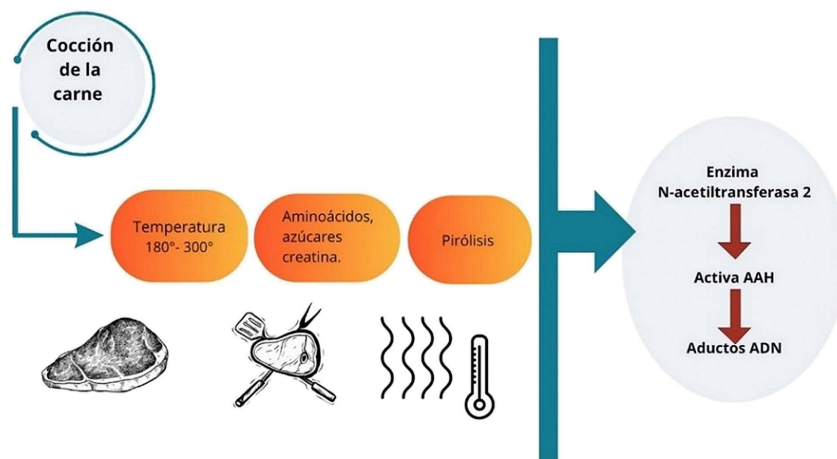 Cocción
de la
carne
Temperatura
180°- 300°
Aminoácidos,
azúcares
creatina.
Pirólisis
Enzima
N-acetiltransferasa 2
Activa AAH
Aductos ADN